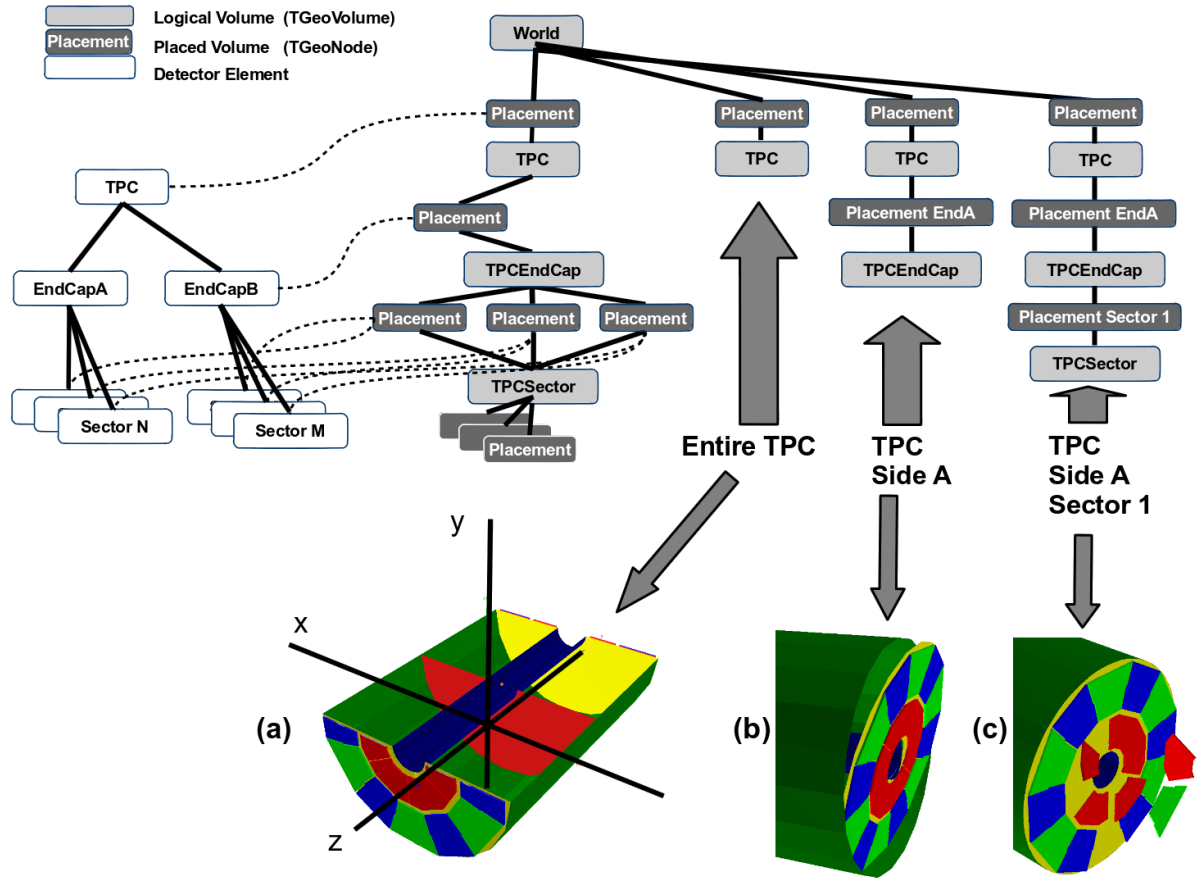 Logical Volume (TGeoVolume)
Placement
Placed Volume (TGeoNode)
Detector Element
World
Placement
Placement
Placement
Placement
TPC
TPC
TPC
TPC
TPC
Placement
Placement EndA
Placement EndA
EndCapA
EndCapB
TPCEndCap
TPCEndCap
TPCEndCap
Placement
Placement
Placement
Placement Sector 1
TPCSector
TPCSector
Sector N
Sector M
Placement
Entire TPC
TPC
Side A
TPC
Side A
Sector 1
y
x
z
(a)
(b)
(c)